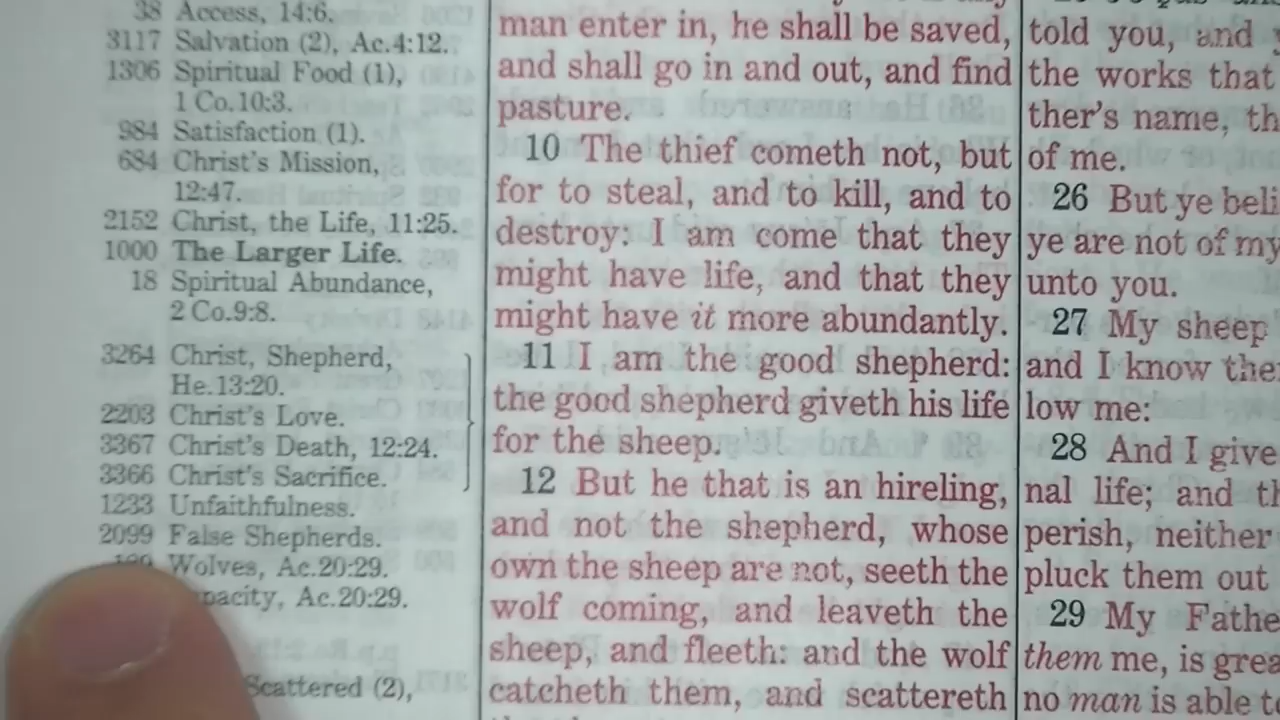 38 Access, 14:6.
3117 Salvation (2), Ac.4:12.
1306 Spiritual Food (1),
1 Co.10:3.
984 Satisfaction (1).
684 Christ's Mission,
12:47.
2152 Christ, the Life, 11:25.
1000 The Larger Life.
18 Spiritual Abundance,
2 Co.9:8.
3264 Christ, Shepherd,
He.13:20.
2203 Christ's Love.
3367 Christ's Death, 12:24.
3366 Christ's Sacrifice.
1233 Unfaithfulness.
2099 False Shepherds.
Wolves, Ac.20:29.
Ac.20:29.
Scattered (2),
man enter in, he shall be saved,
and shall go in and out, and find
pasture.
10 The thief cometh not, but
for to steal, and to kill, and to
destroy: I am come that they
might have life, and that they
might have it more abundantly.
11 I am the good shepherd:
the good shepherd giveth his life
for the sheep.
12 But he that is an hireling,
and not the shepherd, whose
own the sheep are not, seeth the
wolf coming, and leaveth the
sheep, and fleeth: and the wolf
catcheth them, and scattereth
told you, and
the works that
ther's name, th
of me.
26 But ye beli
ye are not of my
unto you.
27 My sheep
and I know the
low me:
28 And I give
nal life; and th
perish, neither
pluck them out
29 My Fathe
them me, is grea
no man is able t